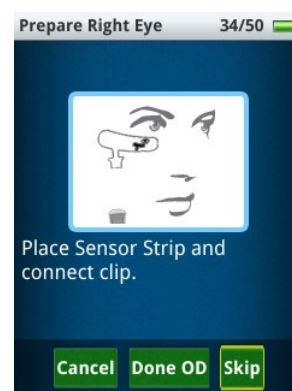 Prepare Right Eye 34/50
Place Sensor Strip and
connect clip.
Cancel Done OD Skip